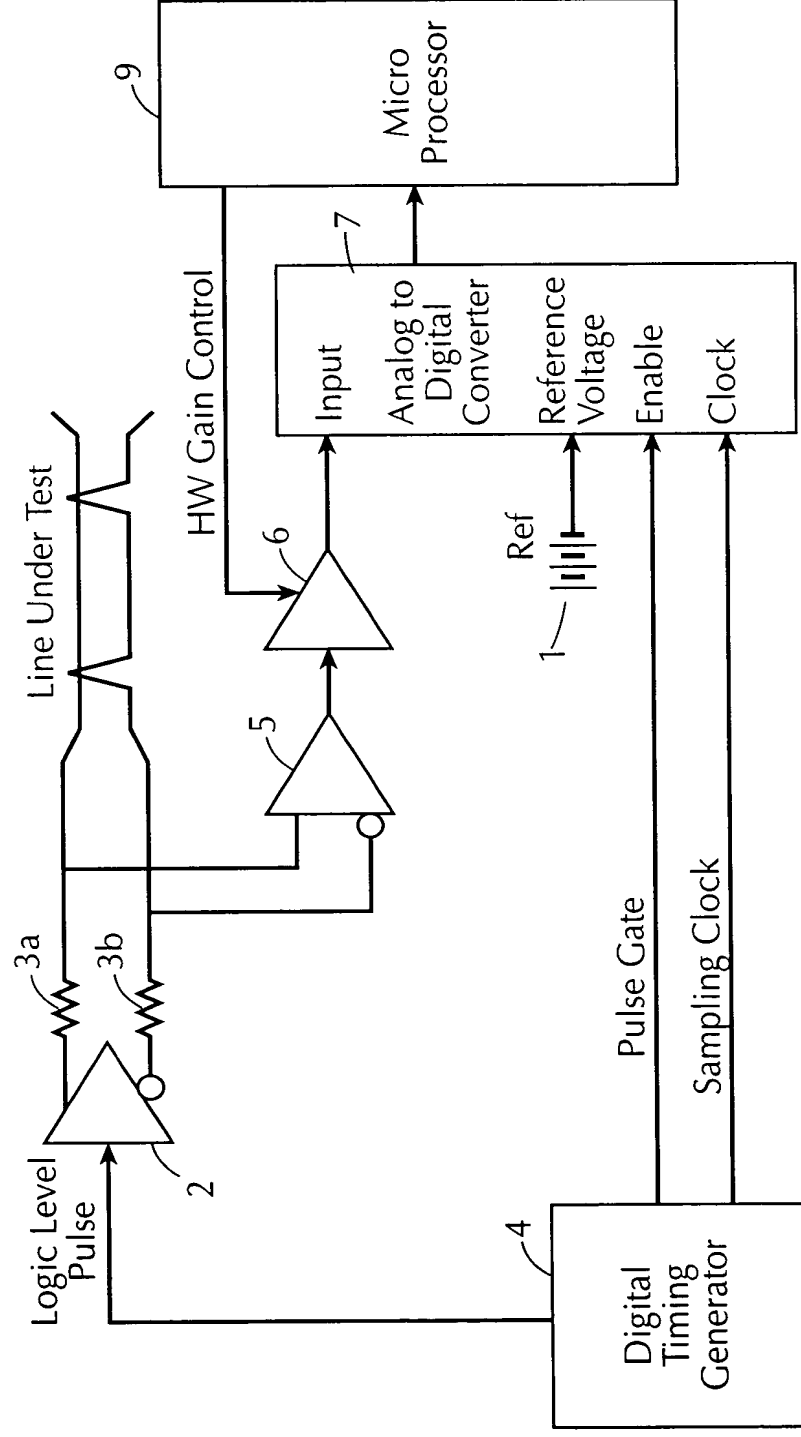 Logic Level
Pulse
2
3a
3b
Line Under Test
5
6
HW Gain Control
9
Micro
Processor
7
Input
Analog to
Digital
Converter
Reference
Voltage
Enable
Clock
1
Ref
Pulse Gate
Sampling Clock
4
Digital
Timing
Generator